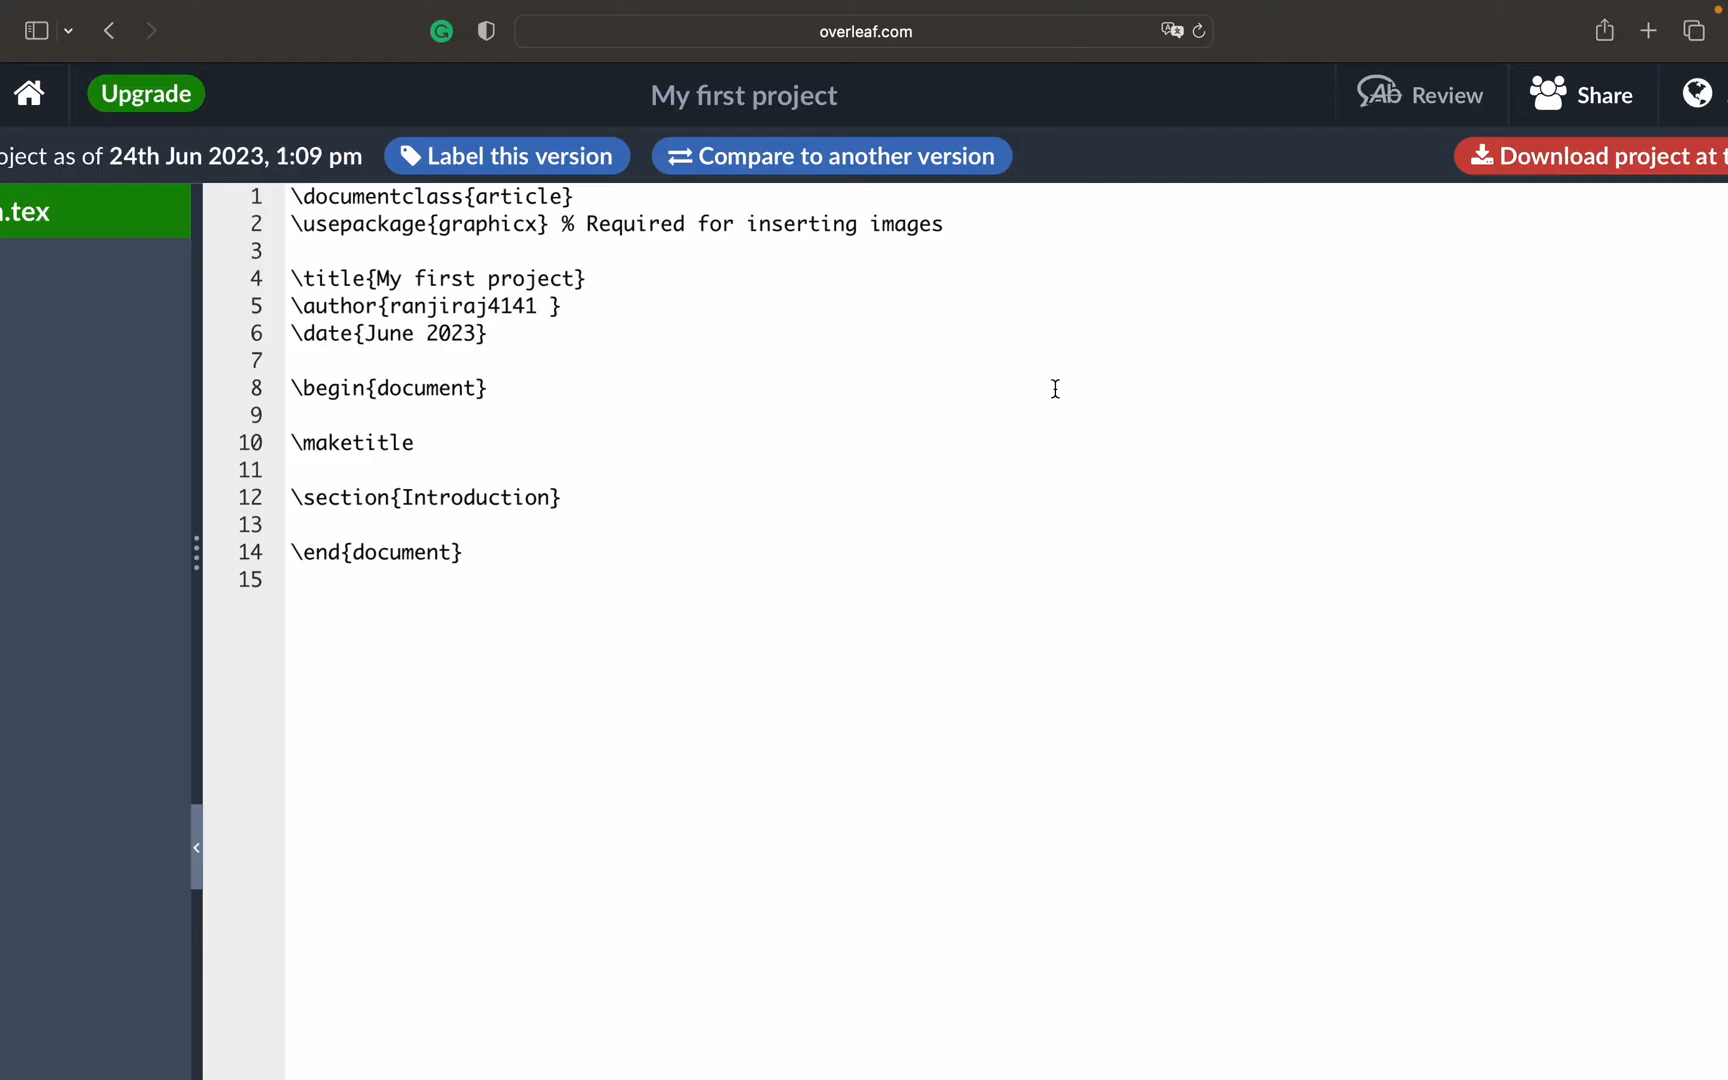 overleaf.com
Upgrade
My first project
Review
Share
oject as of 24th Jun 2023, 1:09 pm
Label this version
Compare to another version
Download project at t
.tex
1 \documentclass{article}
2 \usepackage{graphicx} % Required for inserting images
3
4 \title{My first project}
5 \author{ranjiraj4141 }
6 \date{June 2023}
7
8 \begin{document}
9
10 \maketitle
11
12 \section{Introduction}
13
14 \end{document}
15